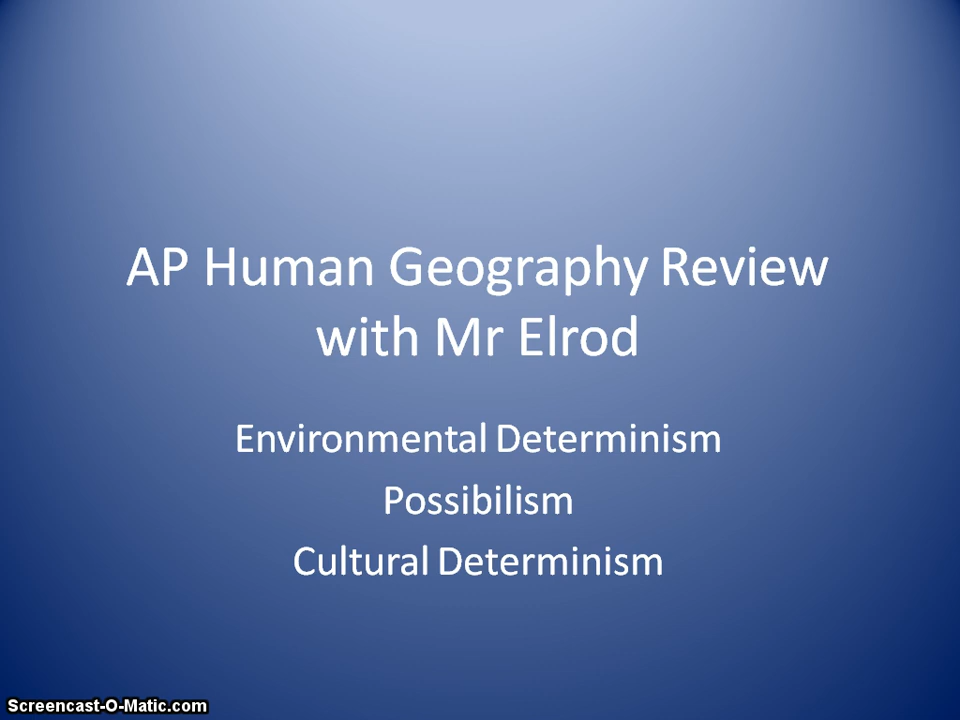 AP Human Geography Review
with Mr Elrod
Environmental Determinism
Possibilism
Cultural Determinism
Screencast-O-Matic.com